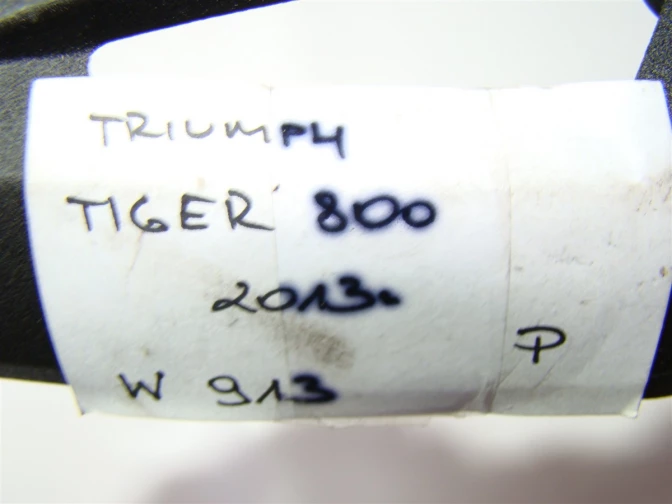 TRIUMPH
TIGER 800
2013.
P
W 913